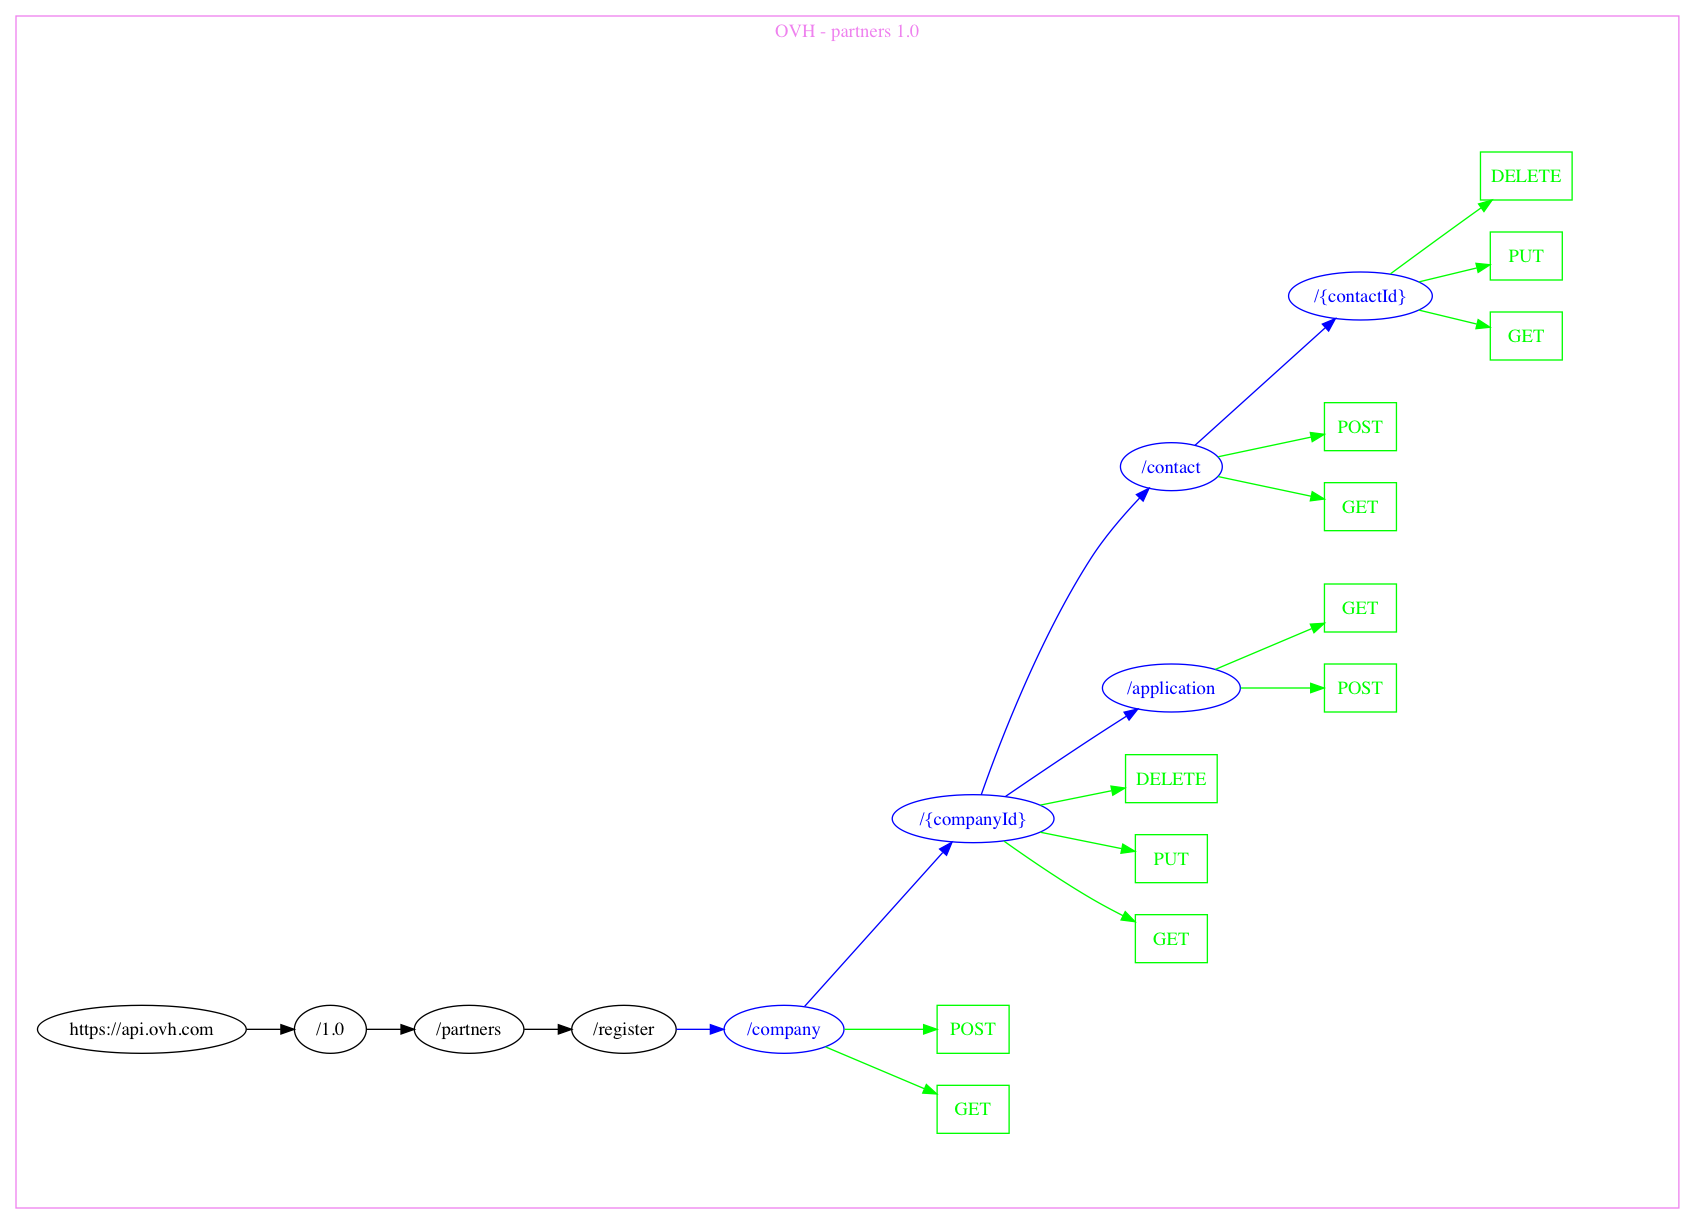 OVH - partners 1.0
DELETE
PUT
/{contactId}
GET
POST
/contact
GET
GET
/application
POST
DELETE
/{companyId}
PUT
GET
https://api.ovh.com
/1.0
/partners
/register
/company
POST
GET